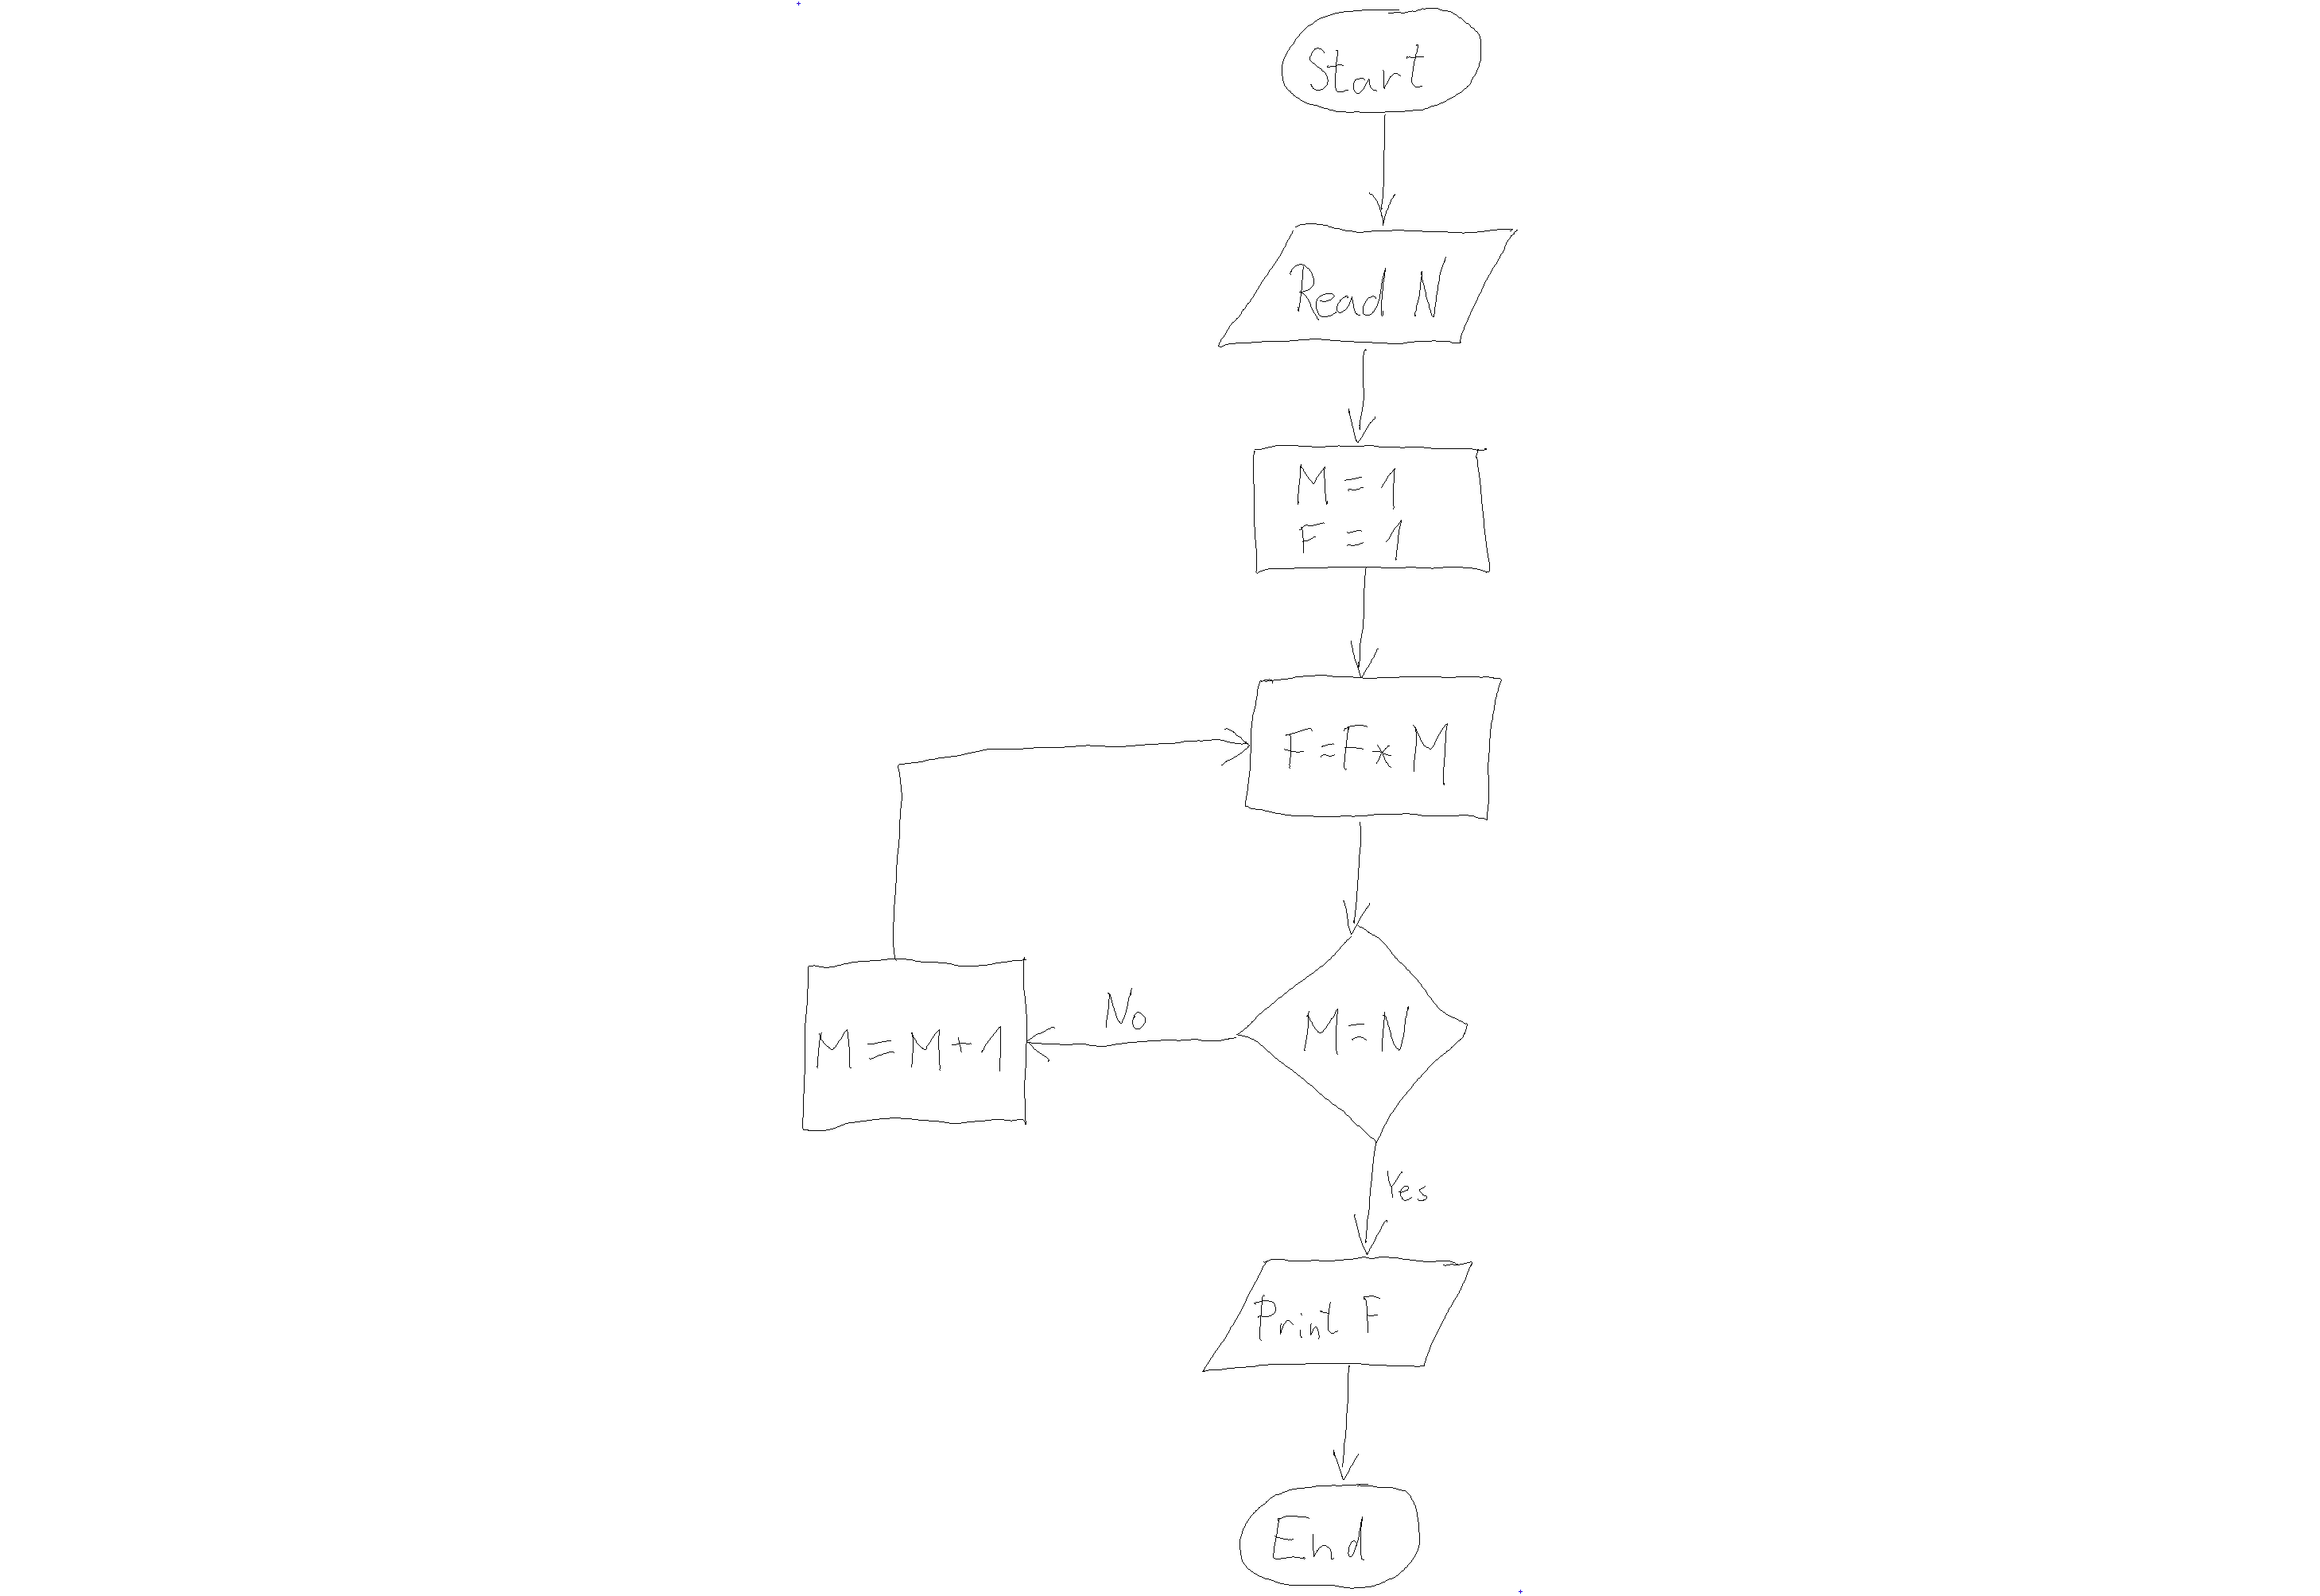 Start
Read N
M = 1
F = 1
F = F * M
M = N
No
M = M + 1
Yes
Print F
End